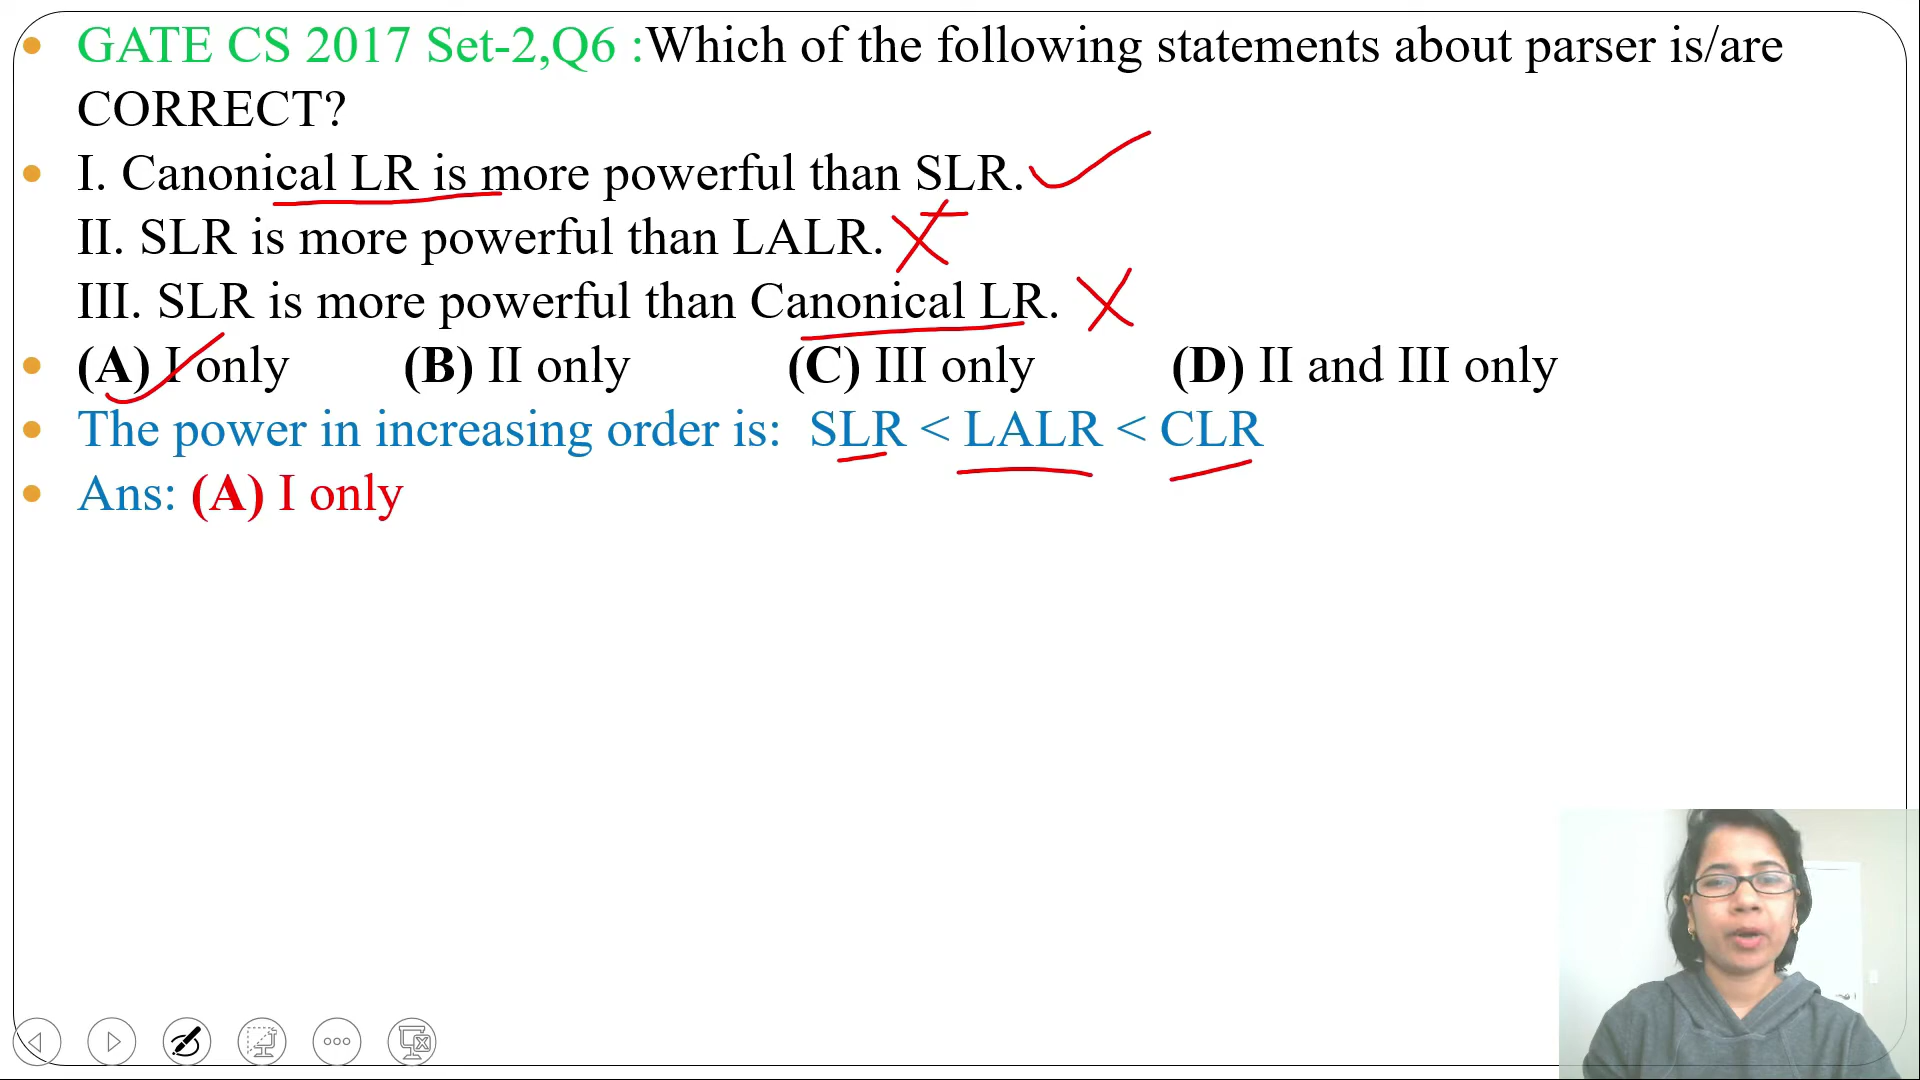 GATE CS 2017 Set-2,Q6 :Which of the following statements about parser is/are
CORRECT?
I. Canonical LR is more powerful than SLR.
II. SLR is more powerful than LALR.
III. SLR is more powerful than Canonical LR.
(A) I only (B) II only (C) III only (D) II and III only
The power in increasing order is: SLR < LALR < CLR
Ans: (A) I only